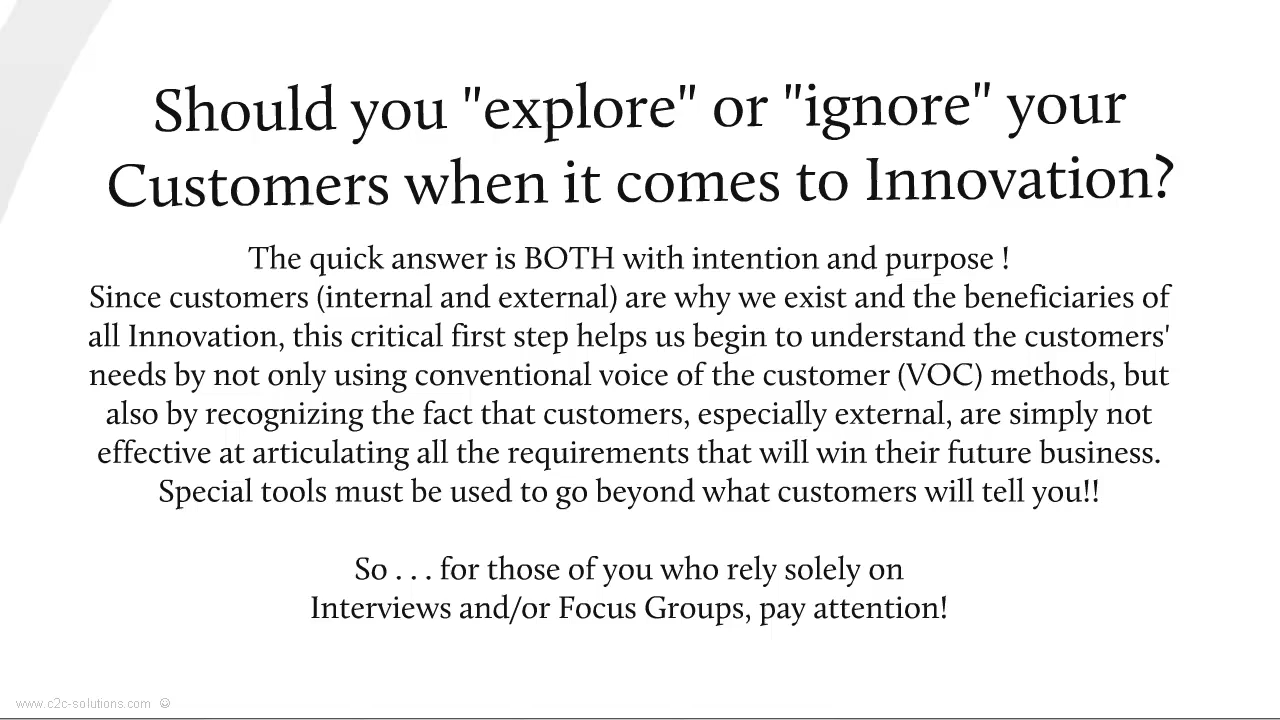 Should you "explore" or "ignore" your
Customers when it comes to Innovation?
The quick answer is BOTH with intention and purpose !
Since customers (internal and external) are why we exist and the beneficiaries of
all Innovation, this critical first step helps us begin to understand the customers'
needs by not only using conventional voice of the customer (VOC) methods, but
also by recognizing the fact that customers, especially external, are simply not
effective at articulating all the requirements that will win their future business.
Special tools must be used to go beyond what customers will tell you!!
So . . . for those of you who rely solely on
Interviews and/or Focus Groups, pay attention!
www.c2c-solutions.com ©